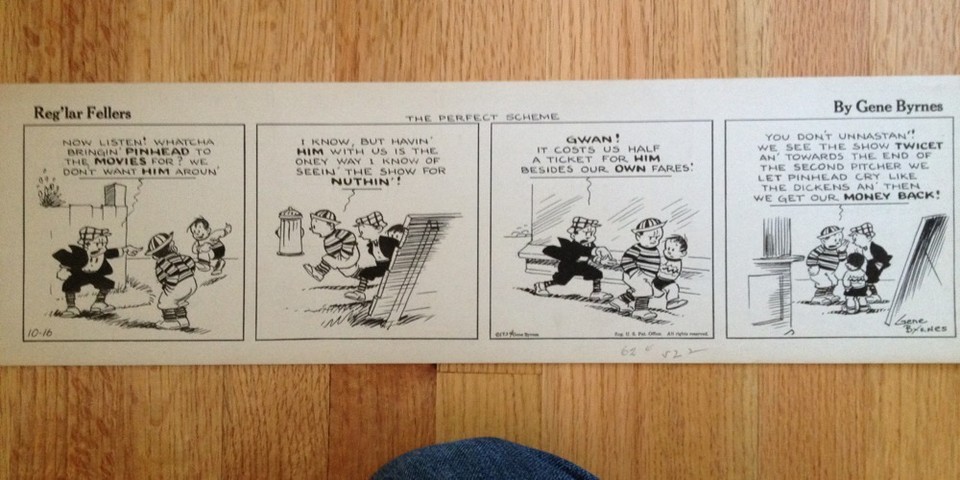 Reg'lar Fellers
THE PERFECT SCHEME
By Gene Byrnes
NOW LISTEN! WHATCHA
BRINGIN' PINHEAD TO
THE MOVIES FOR? WE
DON'T WANT HIM AROUN'
10-16
I KNOW, BUT HAVIN'
HIM WITH US IS THE
ONEY WAY I KNOW OF
SEEIN' THE SHOW FOR
NUTHIN'!
GWAN!
IT COSTS US HALF
A TICKET FOR HIM
BESIDES OUR OWN FARES!
Gene Byrnes
Reg. U. S. Pat. Office. All rights reserved.
YOU DON'T UNNASTAN'!
WE SEE THE SHOW TWICET
AN' TOWARDS THE END OF
THE SECOND PITCHER WE
LET PINHEAD CRY LIKE
THE DICKENS AN' THEN
WE GET OUR MONEY BACK!
GENE
BYRNES